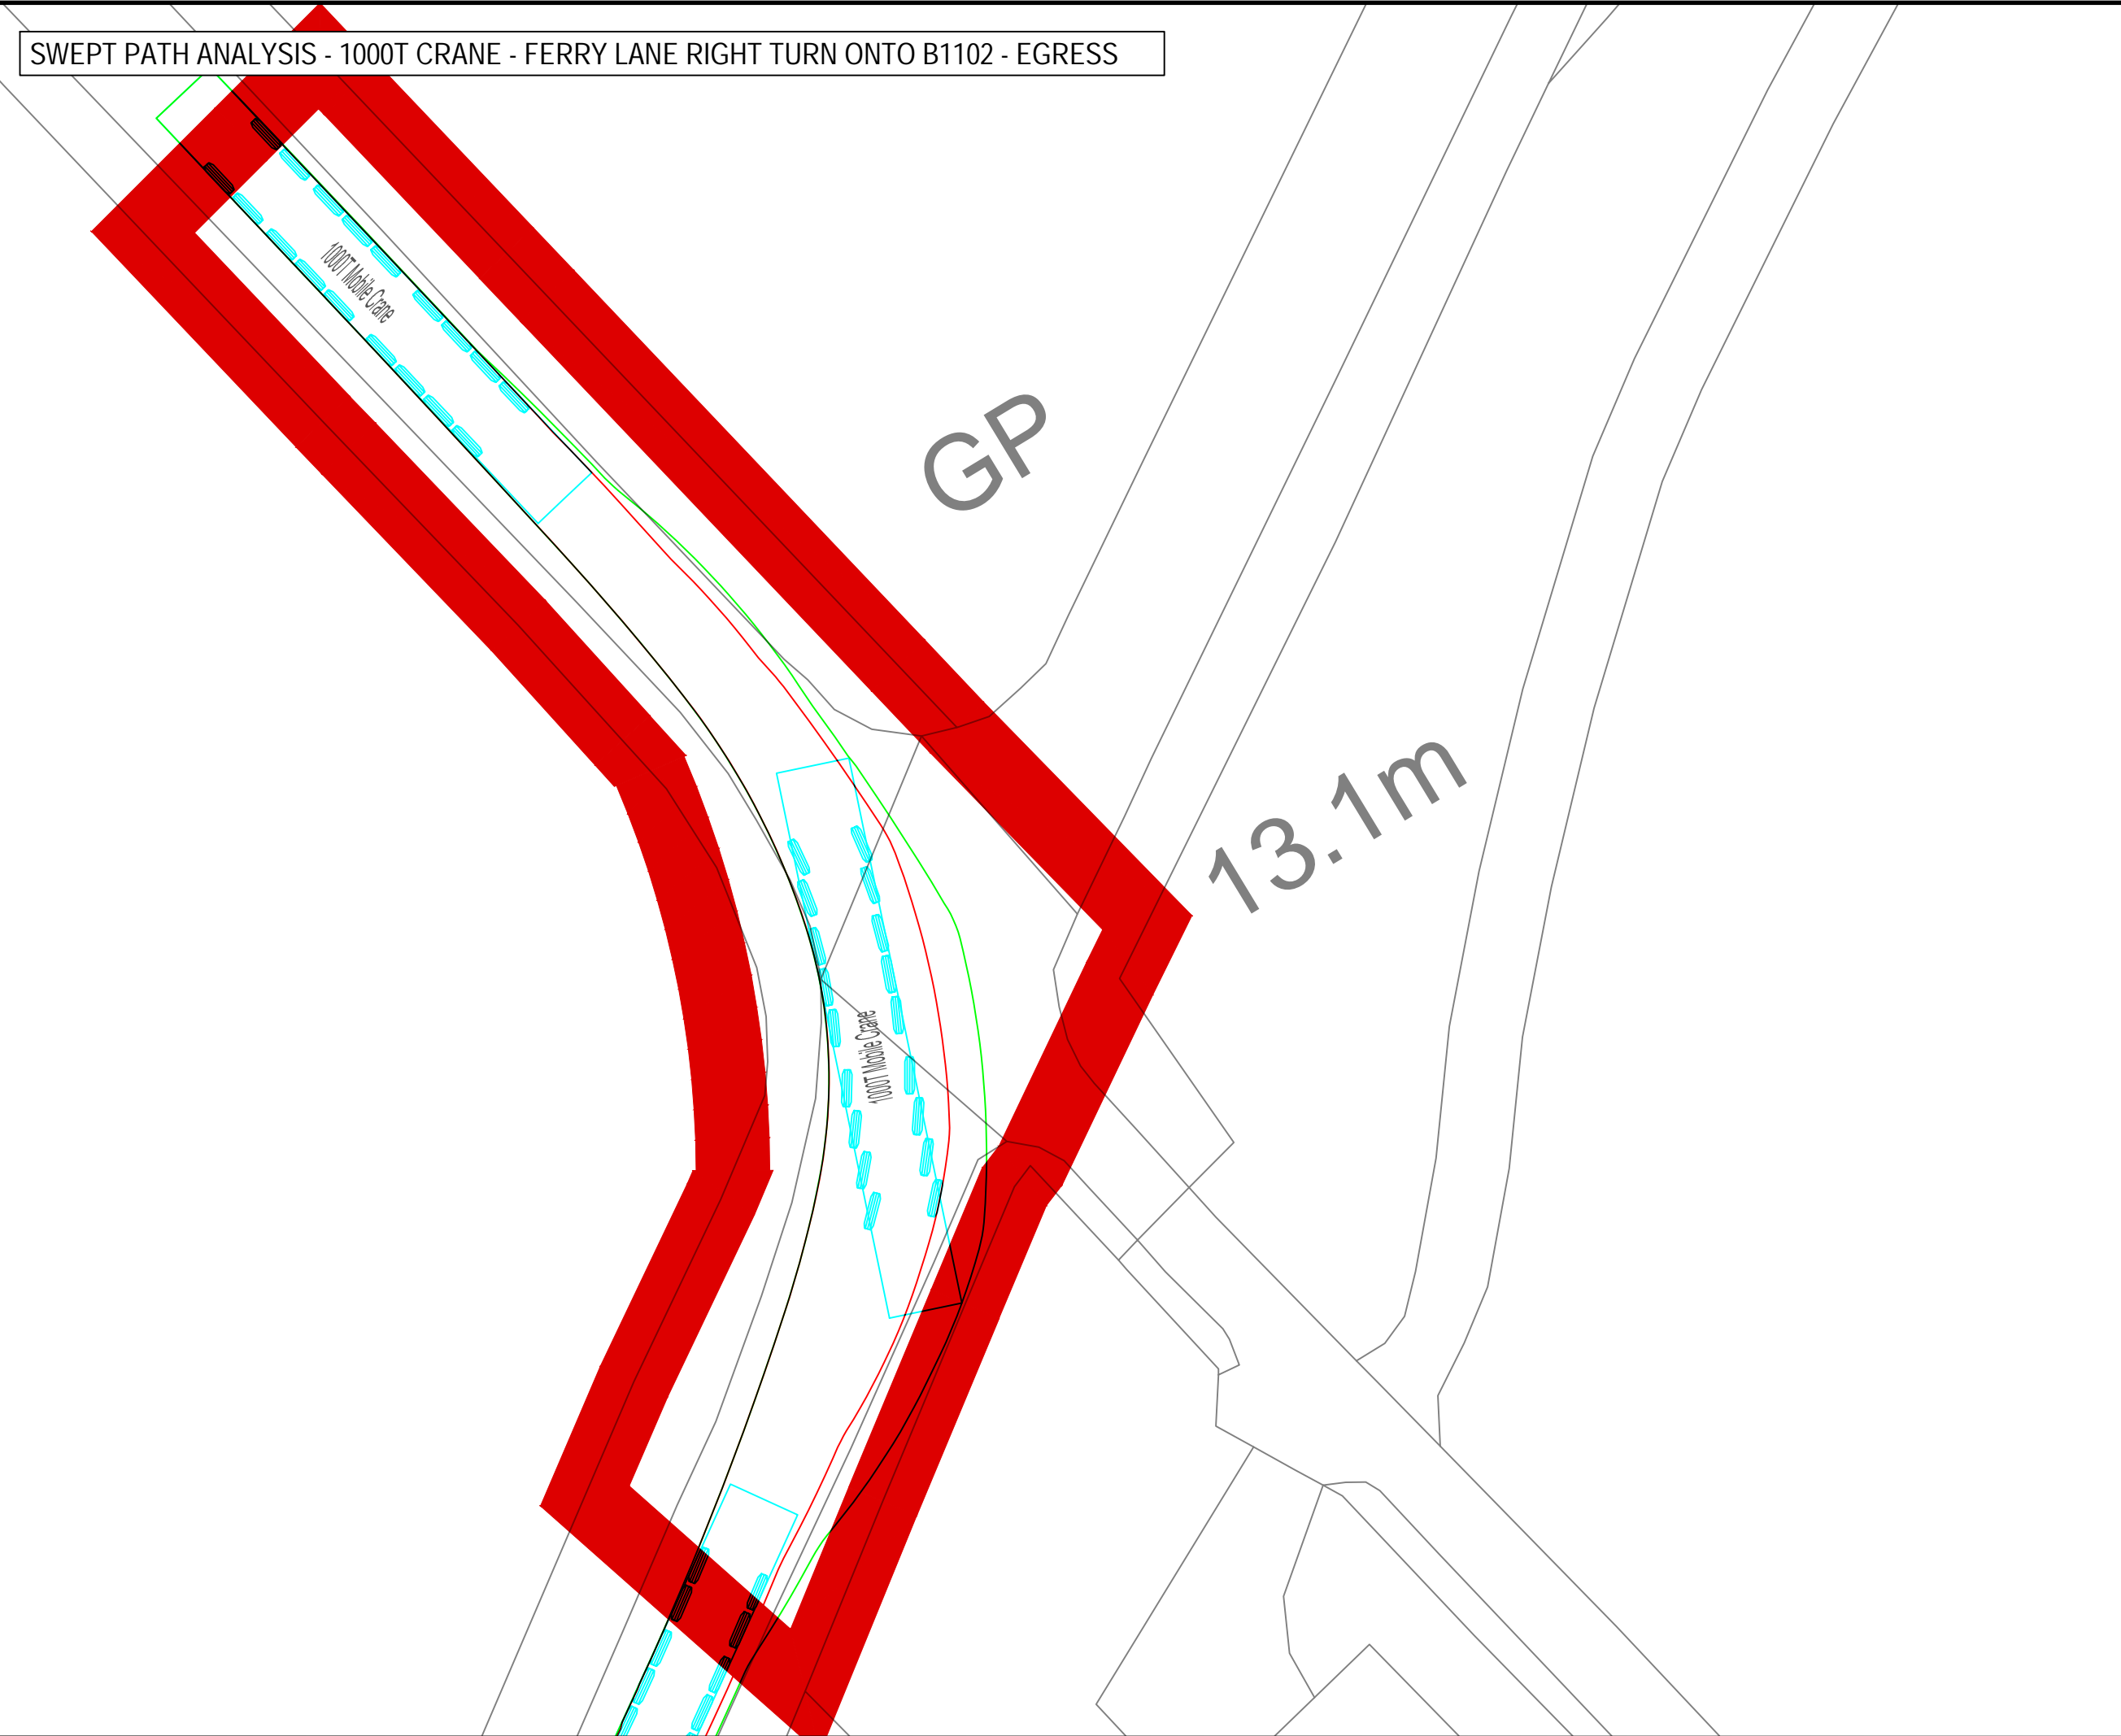 SWEPT PATH ANALYSIS - 1000T CRANE - FERRY LANE RIGHT TURN ONTO B1102 - EGRESS
1000T Mobile Crane
GP
13.1m
1000T Mobile Crane